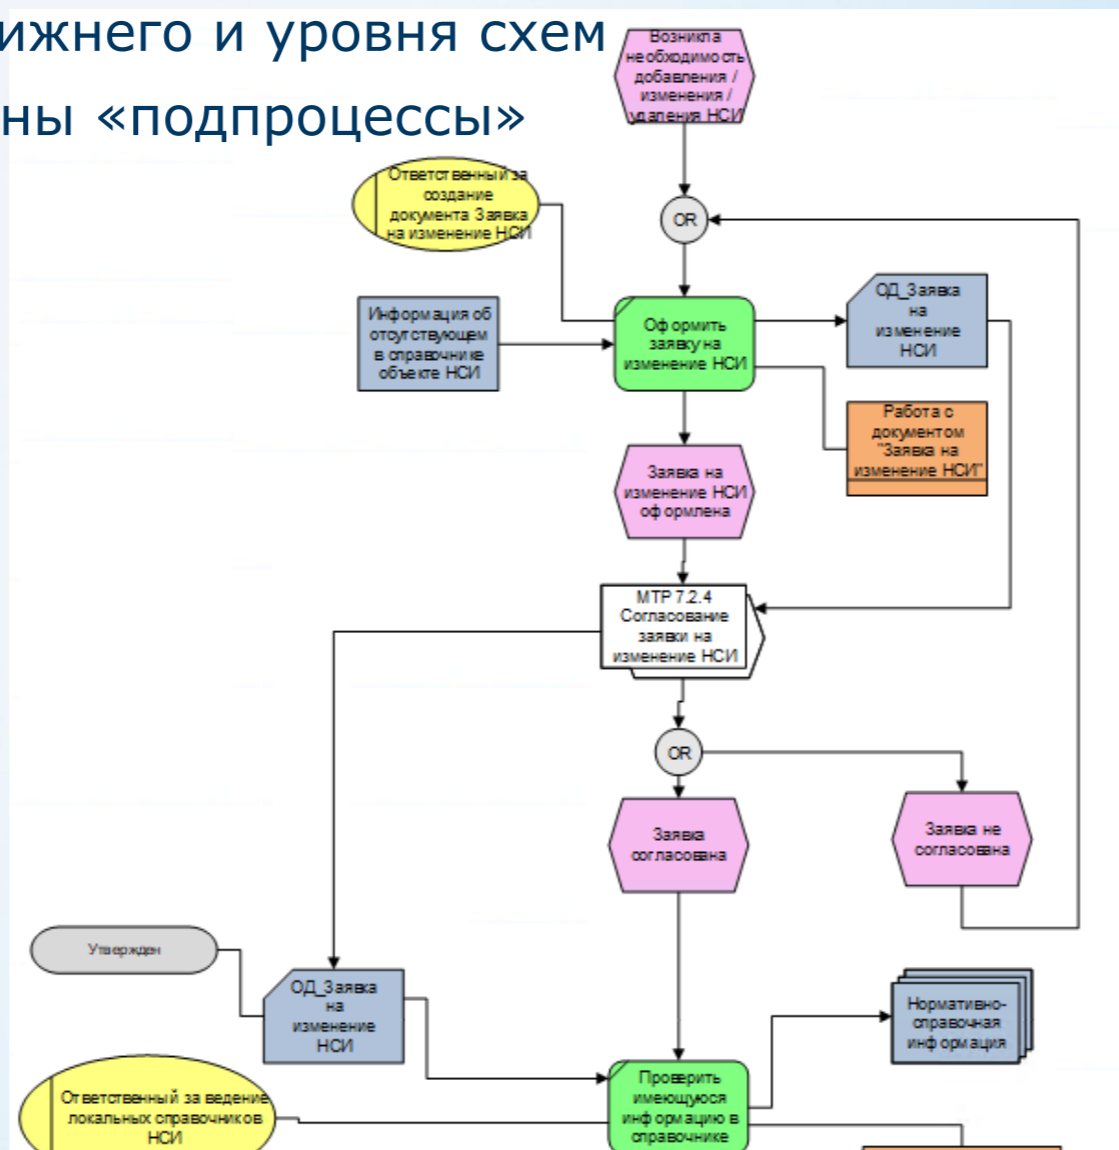 ижнего и уровня схем
ны «подпроцессы»
Возникла
необходимость
добавления /
изменения /
удаления НСИ
Ответственный за
создание
документа Заявка
на изменение НСИ
OR
Информация об
отсутствующем
в справочнике
объекте НСИ
Оформить
заявку на
изменение НСИ
ОД_Заявка
на
изменение
НСИ
Работа с
документом
"Заявка на
изменение НСИ"
Заявка на
изменение НСИ
оформлена
МТР 7.2.4
Согласование
заявки на
изменение НСИ
OR
Заявка
согласована
Заявка не
согласована
Утвержден
ОД_Заявка
на
изменение
НСИ
Нормативно-
справочная
информация
Ответственный за ведение
локальных справочников
НСИ
Проверить
имеющуюся
информацию в
справочнике